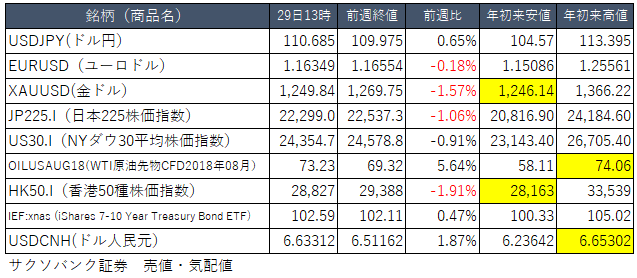 銘柄（商品名） 29日13時 前週終値 前週比 年初来安値 年初来高値
USDJPY(ドル円) 110.685 109.975 0.65% 104.57 113.395
EURUSD（ユーロドル） 1.16349 1.16554 -0.18% 1.15086 1.25561
XAUUSD(金ドル) 1,249.84 1,269.75 -1.57% 1,246.14 1,366.22
JP225.I（日本225株価指数） 22,299.0 22,537.3 -1.06% 20,816.90 24,184.60
US30.I（NYダウ30平均株価指数） 24,354.7 24,578.8 -0.91% 23,143.40 26,705.40
OILUSAUG18(WTI原油先物CFD2018年08月） 73.23 69.32 5.64% 58.11 74.06
HK50.I（香港50種株価指数） 28,827 29,388 -1.91% 28,163 33,539
IEF:xnas (iShares 7-10 Year Treasury Bond ETF) 102.59 102.11 0.47% 100.33 105.02
USDCNH(ドル人民元) 6.63312 6.51162 1.87% 6.23642 6.65302
サクソバンク証券　売値・気配値